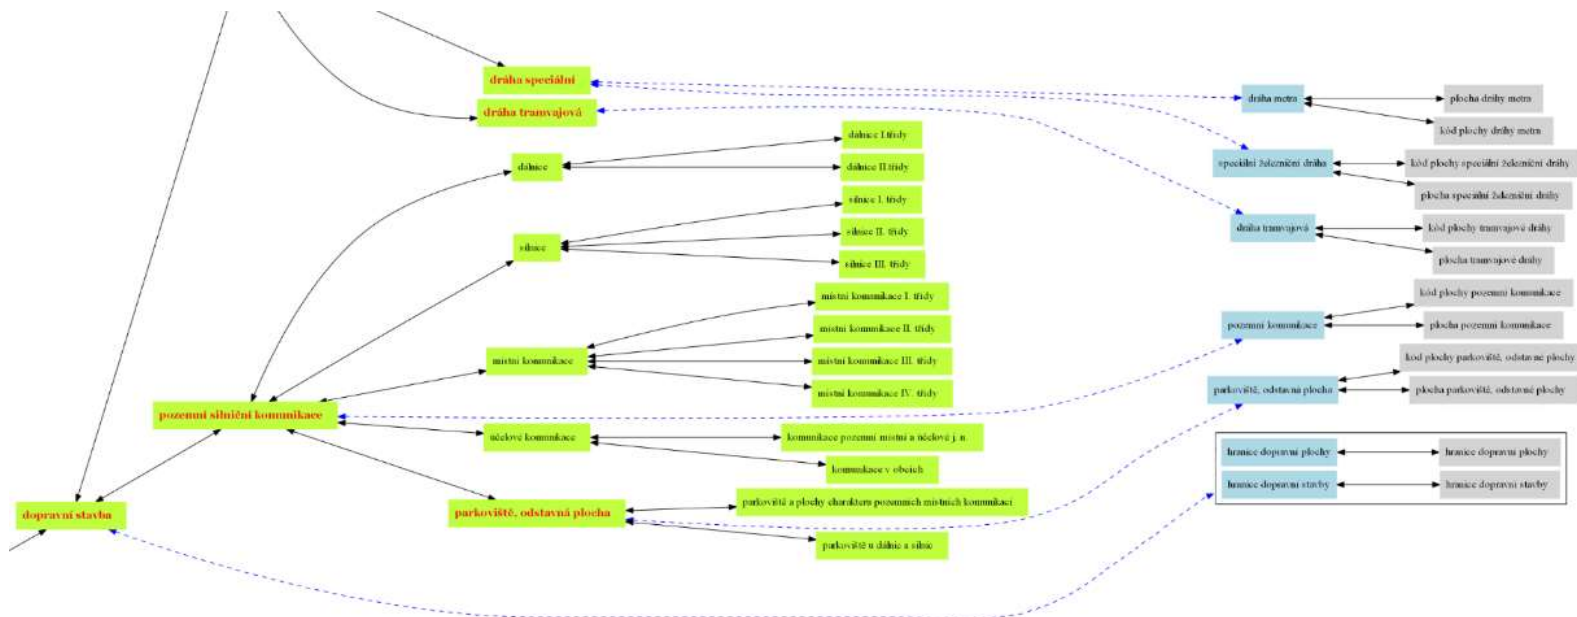 dráha speciální
dráha tramvajová
dálnice
dálnice I.třídy
dálnice II.třídy
silnice
silnice I. třídy
silnice II. třídy
silnice III. třídy
místní komunikace
místní komunikace I. třídy
místní komunikace II. třídy
místní komunikace III. třídy
místní komunikace IV. třídy
pozemní silniční komunikace
účelové komunikace
komunikace pozemní místní a účelové j. n.
komunikace v obcích
dopravní stavba
parkoviště, odstavná plocha
parkoviště a plochy charakteru pozemních místních komunikací
parkoviště u dálnic a silnic
dráha metra
plocha dráhy metra
kód plochy dráhy metra
speciální železniční dráha
kód plochy speciální železniční dráhy
plocha speciální železniční dráhy
dráha tramvajová
kód plochy tramvajové dráhy
plocha tramvajové dráhy
pozemní komunikace
kód plochy pozemní komunikace
plocha pozemní komunikace
parkoviště, odstavná plocha
kód plochy parkoviště, odstavné plochy
plocha parkoviště, odstavné plochy
hranice dopravní plochy
hranice dopravní plochy
hranice dopravní stavby
hranice dopravní stavby